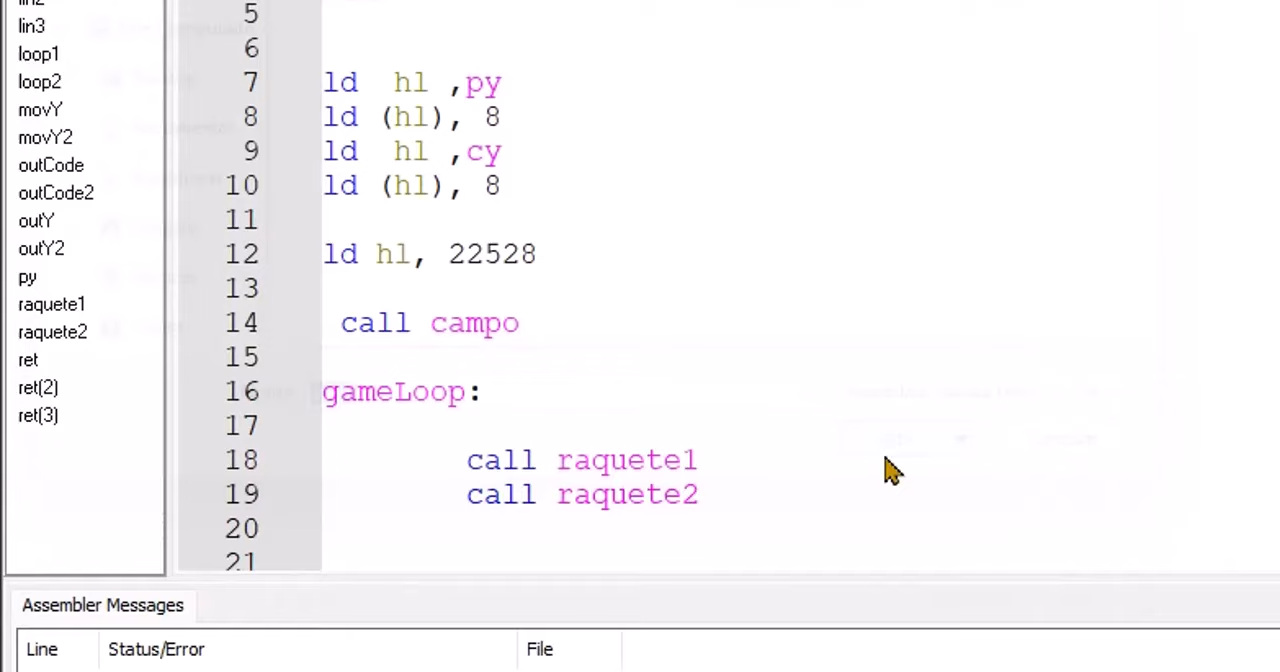 lin2
lin3
loop1
loop2
movY
movY2
outCode
outCode2
outY
outY2
py
raquete1
raquete2
ret
ret(2)
ret(3)
5
6
7 ld  hl ,py
8 ld (hl), 8
9 ld  hl ,cy
10 ld (hl), 8
11
12 ld hl, 22528
13
14  call campo
15
16 gameLoop:
17
18         call raquete1
19         call raquete2
20
21
Assembler Messages
Line Status/Error File